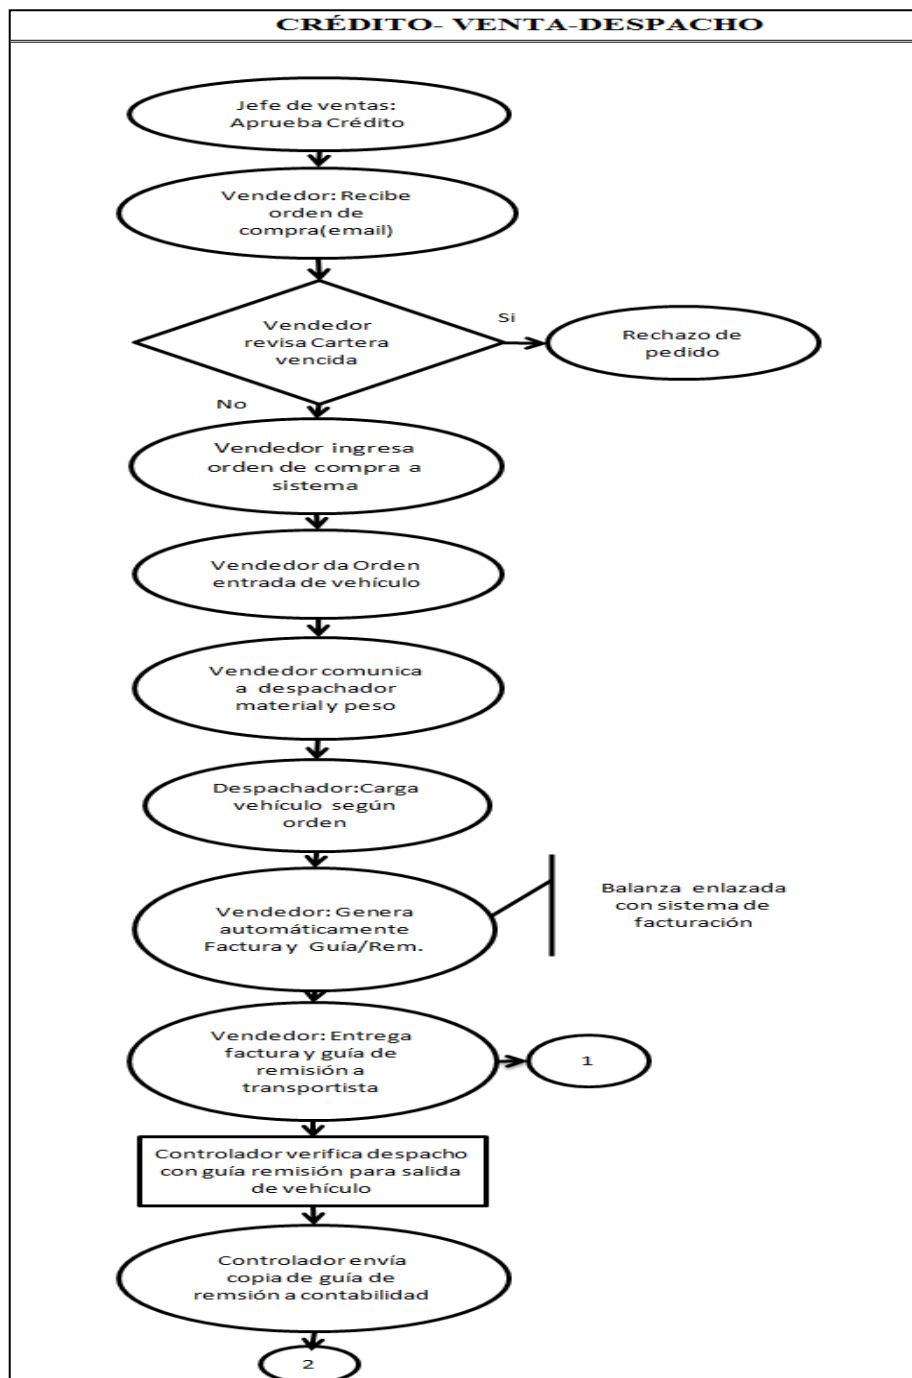 CRÉDITO- VENTA-DESPACHO
Jefe de ventas:
Aprueba Crédito
Vendedor: Recibe
orden de
compra(email)
Vendedor
revisa Cartera
vencida
Si
Rechazo de
pedido
No
Vendedor ingresa
orden de compra a
sistema
Vendedor da Orden
entrada de vehículo
Vendedor comunica
a despachador
material y peso
Despachador:Carga
vehículo según
orden
Vendedor: Genera
automáticamente
Factura y Guía/Rem.
Balanza enlazada
con sistema de
facturación
Vendedor: Entrega
factura y guía de
remisión a
transportista
1
Controlador verifica despacho
con guía remisión para salida
de vehículo
Controlador envía
copia de guía de
remsión a contabilidad
2